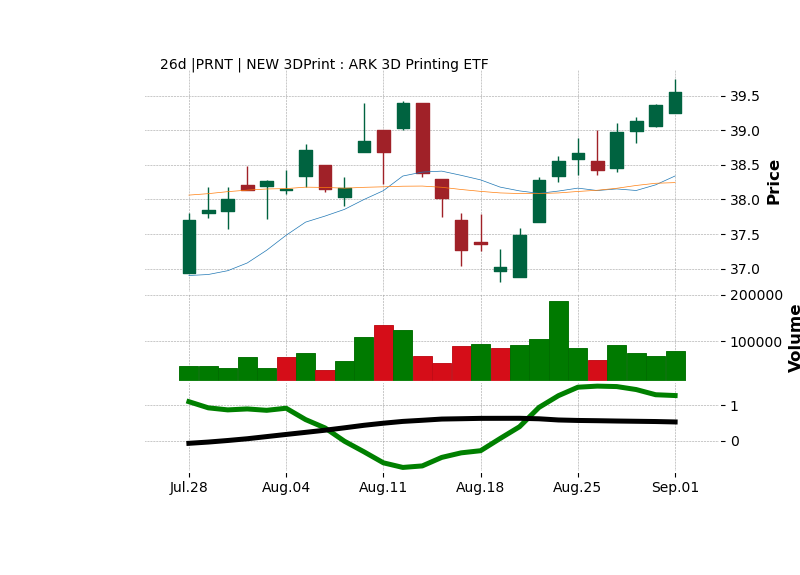 26d |PRNT | NEW 3DPrint : ARK 3D Printing ETF
39.5
39.0
38.5
38.0
37.5
37.0
Price
200000
100000
Volume
1
0
Jul.28 Aug.04 Aug.11 Aug.18 Aug.25 Sep.01